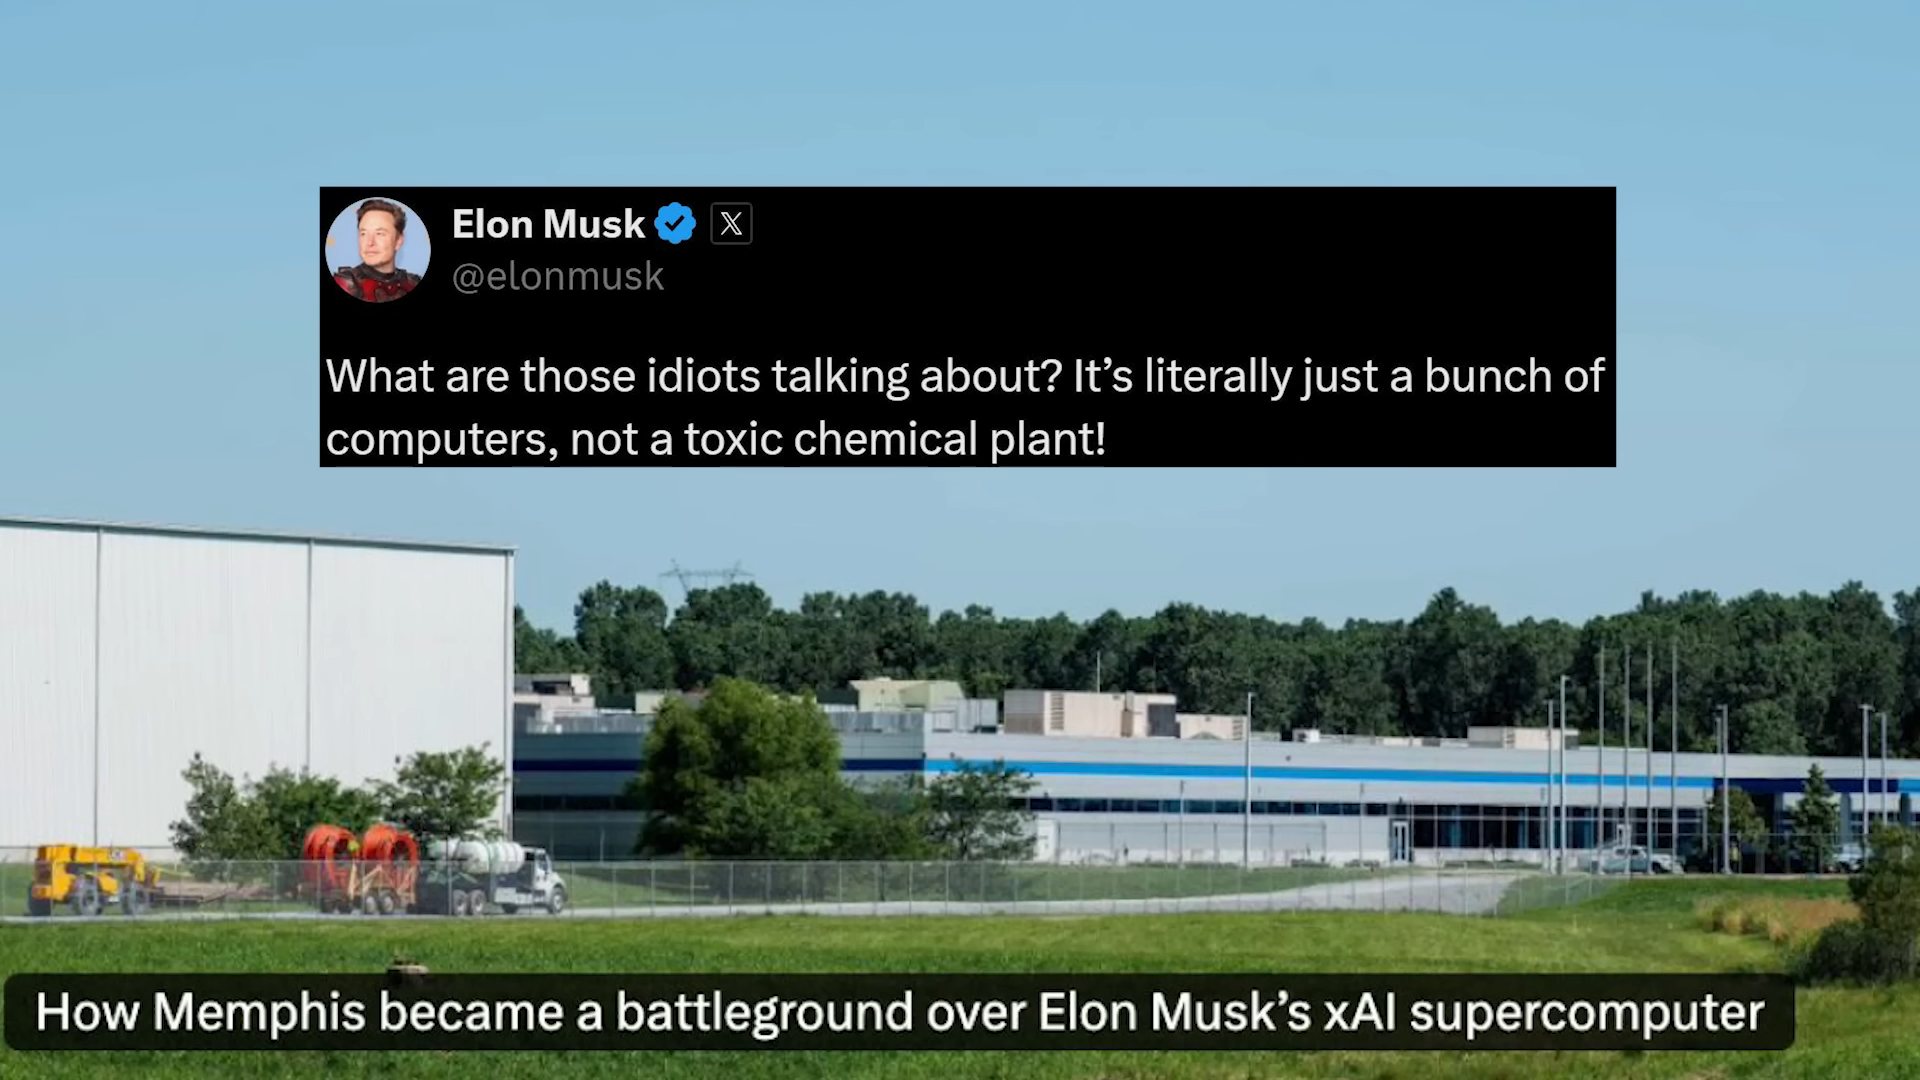 Elon Musk
@elonmusk
What are those idiots talking about? It’s literally just a bunch of
computers, not a toxic chemical plant!
How Memphis became a battleground over Elon Musk’s xAI supercomputer